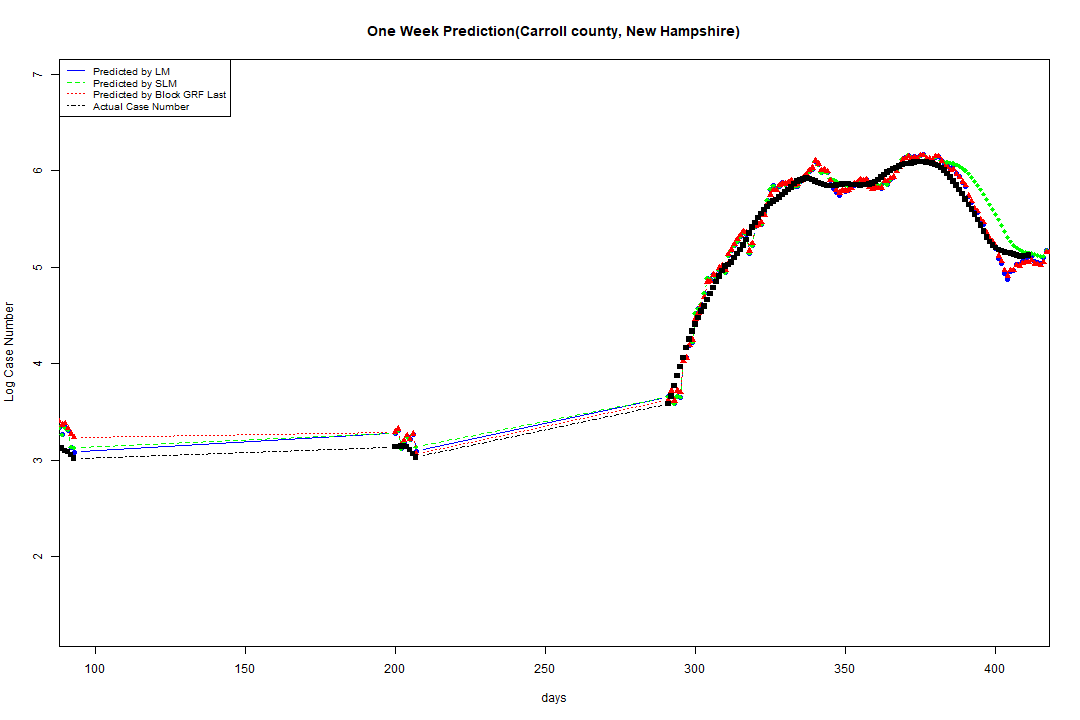 One Week Prediction(Carroll county, New Hampshire)
Predicted by LM
Predicted by SLM
Predicted by Block GRF Last
Actual Case Number
7
6
5
4
3
2
Log Case Number
100 150 200 250 300 350 400
days